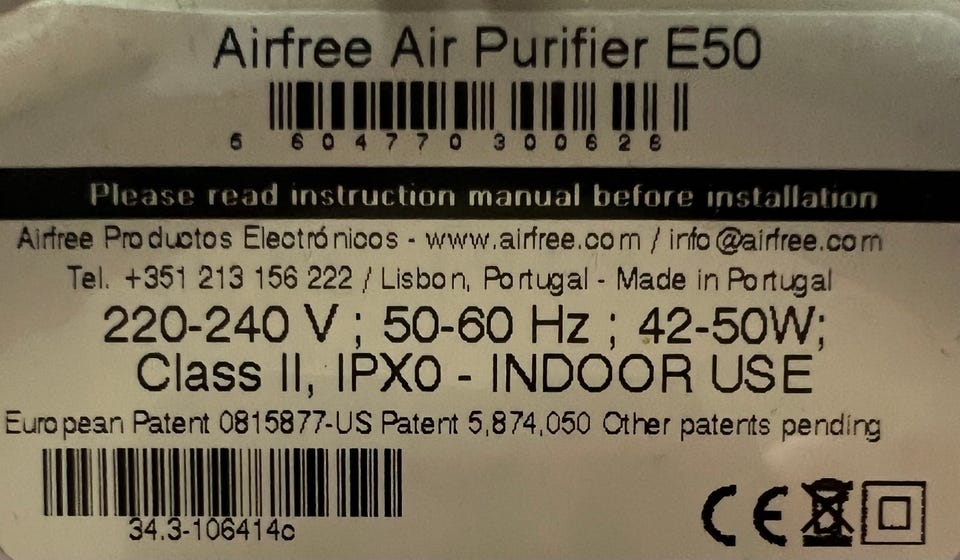 Airfree Air Purifier E50
5 604770 300628
Please read instruction manual before installation
Airfree Productos Electrónicos - www.airfree.com / info@airfree.com
Tel. +351 213 156 222 / Lisbon, Portugal - Made in Portugal
220-240 V ; 50-60 Hz ; 42-50W;
Class II, IPX0 - INDOOR USE
European Patent 0815877-US Patent 5,874,050 Other patents pending
34.3-106414c
CE